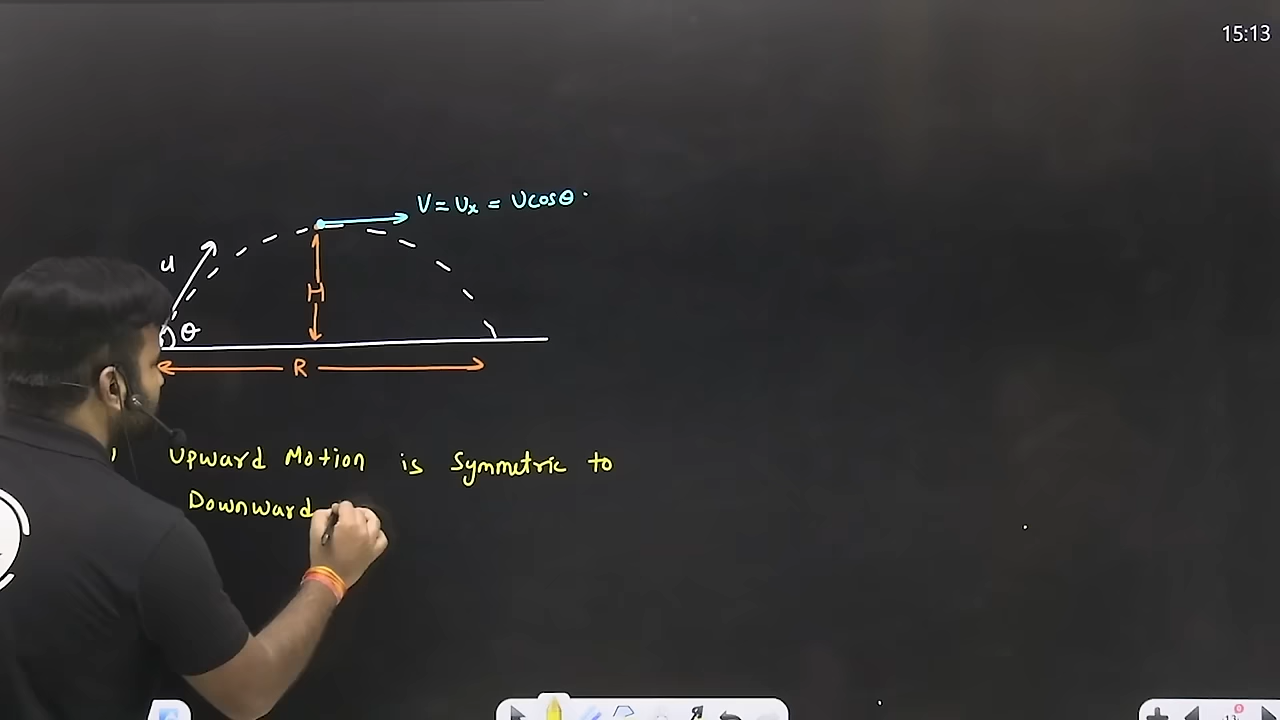 15:13
V = Ux = Ucosθ
u
H
θ
R
Upward Motion is Symmetric to
Downward